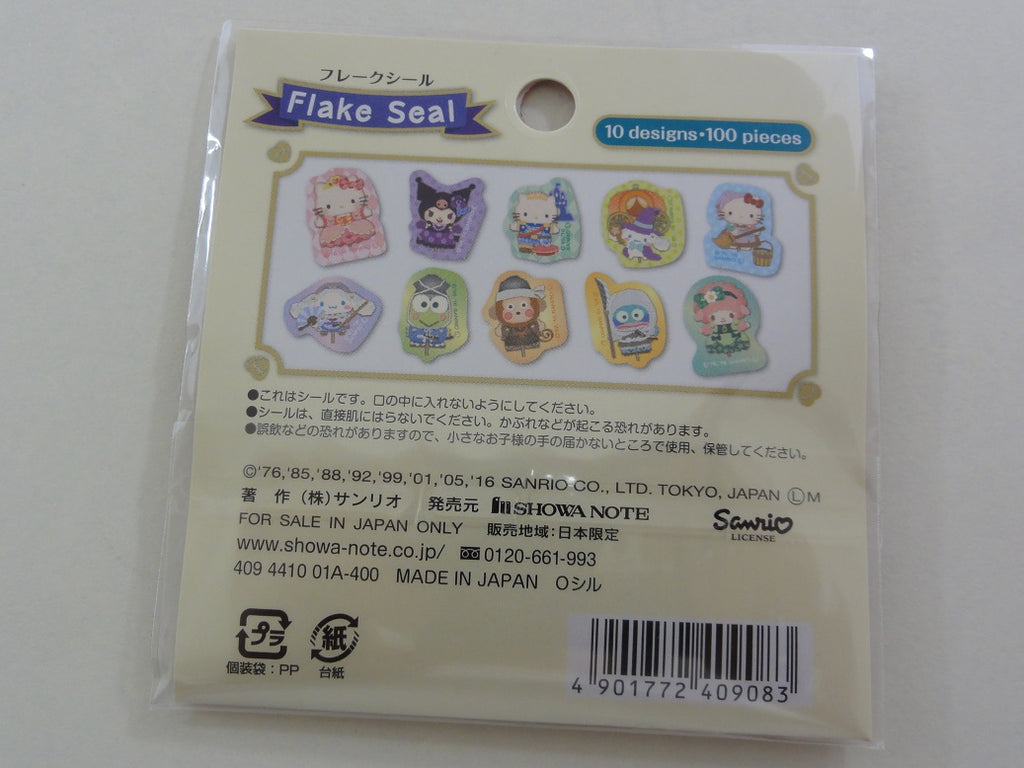 フレークシール
Flake Seal
10 designs・100 pieces
●これはシールです。口の中に入れないようにしてください。
●シールは、直接肌にはらないでください。かぶれなどが起こる恐れがあります。
●誤飲などの恐れがありますので、小さなお子様の手の届かないところで使用、保管してください。
©'76,'85,'88,'92,'99,'01,'05,'16 SANRIO CO., LTD. TOKYO, JAPAN ⓁM
著 作 (株)サンリオ 発売元 SHOWA NOTE
FOR SALE IN JAPAN ONLY 販売地域:日本限定
Sanrio
LICENSE
www.showa-note.co.jp/ 0120-661-993
409 4410 01A-400 MADE IN JAPAN Oシル
プラ
個装袋:PP
紙
台紙
4 901772 409083